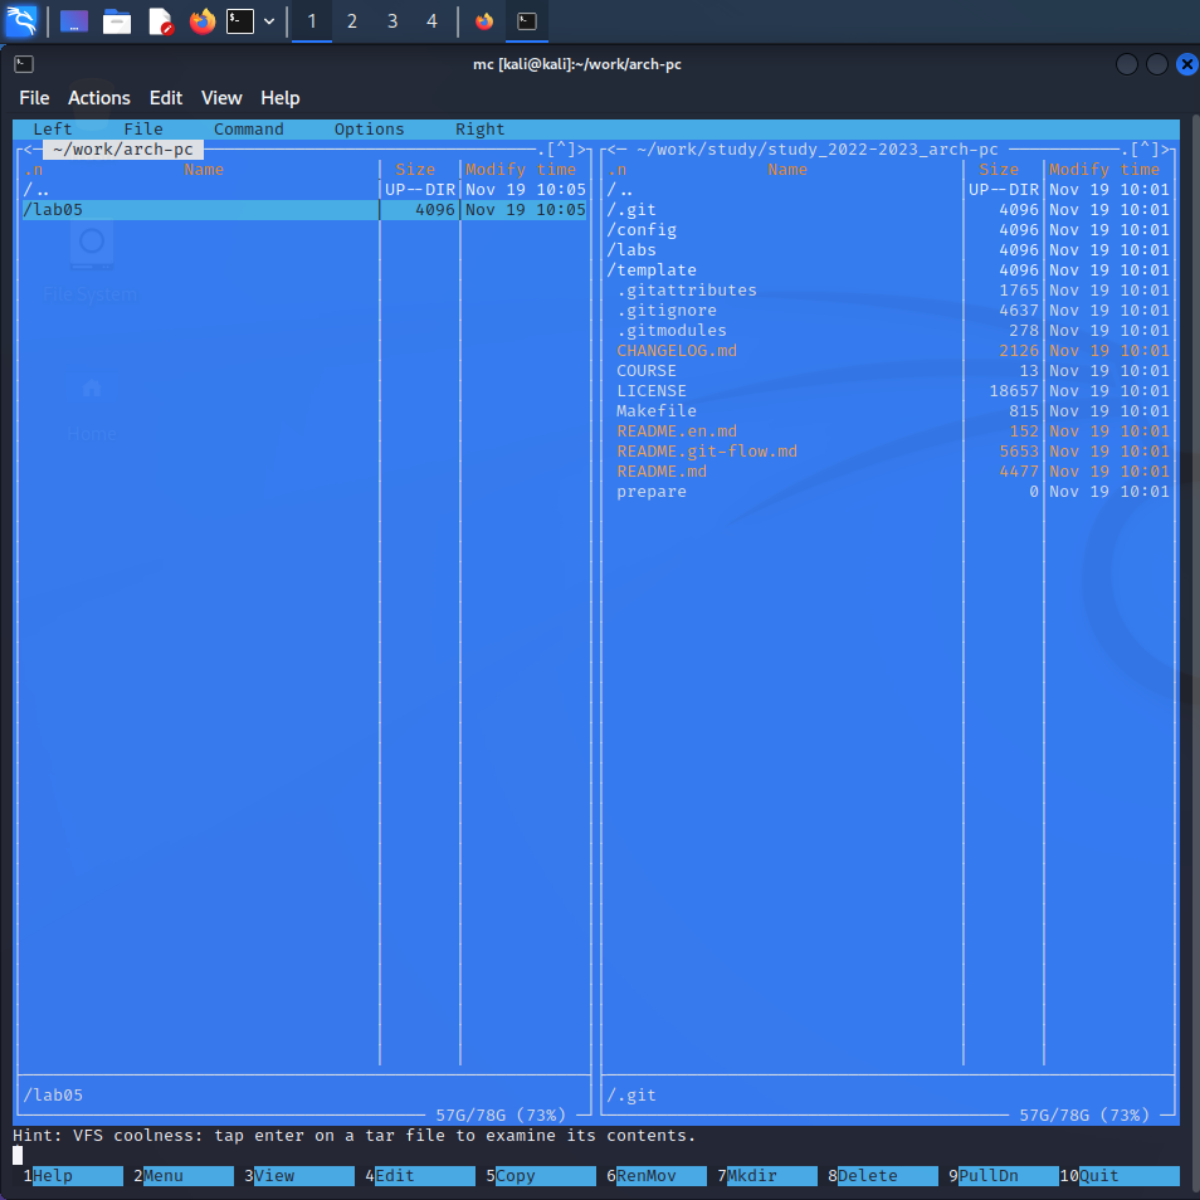 1 2 3 4
mc [kali@kali]:~/work/arch-pc
File Actions Edit View Help
Left File Command Options Right
<─ ~/work/arch-pc ─.[^]>
.n Name Size Modify time
/.. UP--DIR Nov 19 10:05
/lab05 4096 Nov 19 10:05
File System
Home
/lab05
57G/78G (73%)
<─ ~/work/study/study_2022-2023_arch-pc ─.[^]>
.n Name Size Modify time
/.. UP--DIR Nov 19 10:01
/.git 4096 Nov 19 10:01
/config 4096 Nov 19 10:01
/labs 4096 Nov 19 10:01
/template 4096 Nov 19 10:01
.gitattributes 1765 Nov 19 10:01
.gitignore 4637 Nov 19 10:01
.gitmodules 278 Nov 19 10:01
CHANGELOG.md 2126 Nov 19 10:01
COURSE 13 Nov 19 10:01
LICENSE 18657 Nov 19 10:01
Makefile 815 Nov 19 10:01
README.en.md 152 Nov 19 10:01
README.git-flow.md 5653 Nov 19 10:01
README.md 4477 Nov 19 10:01
prepare 0 Nov 19 10:01
/.git
57G/78G (73%)
Hint: VFS coolness: tap enter on a tar file to examine its contents.
1Help 2Menu 3View 4Edit 5Copy 6RenMov 7Mkdir 8Delete 9PullDn 10Quit